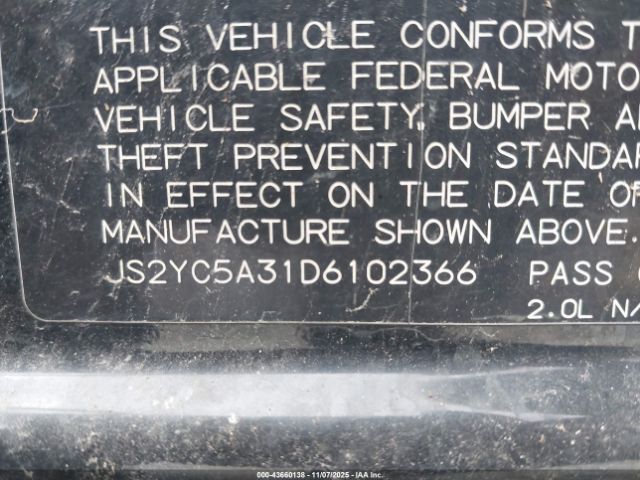 THIS VEHICLE CONFORMS T
APPLICABLE FEDERAL MOTO
VEHICLE SAFETY, BUMPER A
THEFT PREVENTION STANDAR
IN EFFECT ON THE DATE OF
MANUFACTURE SHOWN ABOVE.
JS2YC5A31D6102366 PASS
2.0L N/
000-43660138 - 11/07/2025 - IAA Inc.